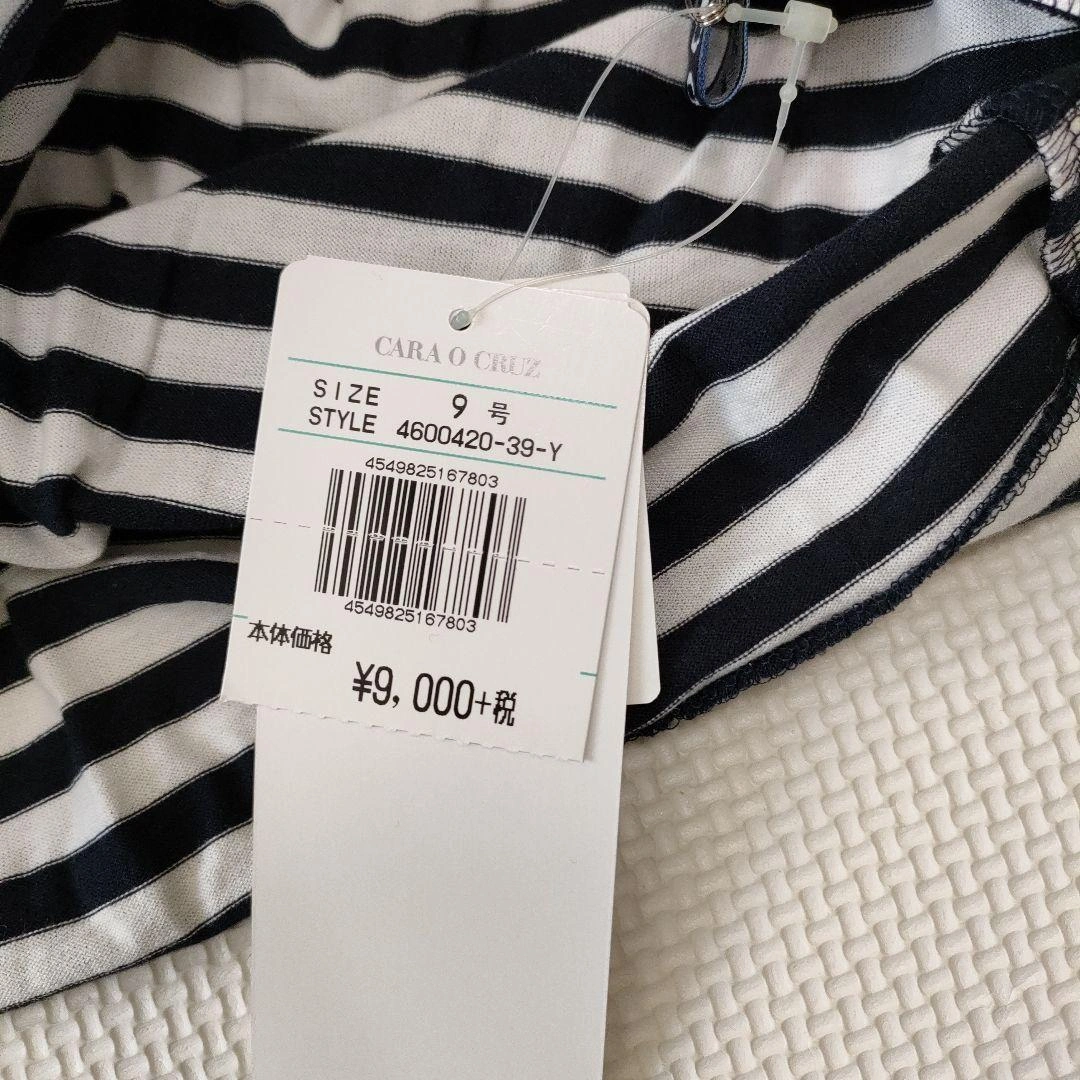 CARA O CRUZ
SIZE 9 号
STYLE 4600420-39-Y
4549825167803
4549825167803
本体価格
¥9,000+税